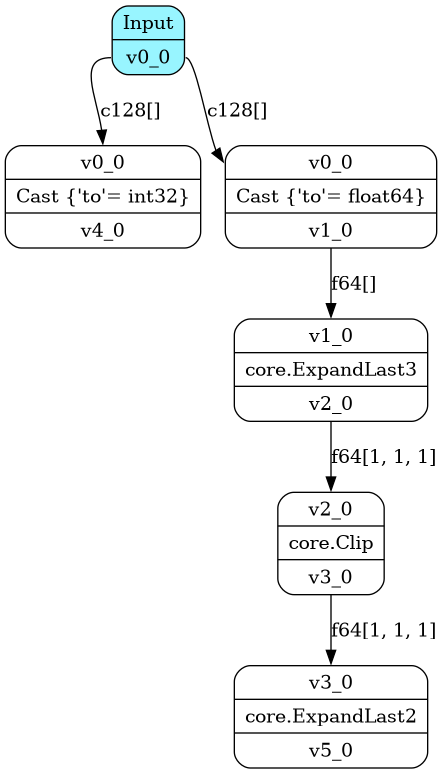 Input
v0_0
c128[]
c128[]
v0_0
Cast {'to'= int32}
v4_0
v0_0
Cast {'to'= float64}
v1_0
f64[]
v1_0
core.ExpandLast3
v2_0
f64[1, 1, 1]
v2_0
core.Clip
v3_0
f64[1, 1, 1]
v3_0
core.ExpandLast2
v5_0